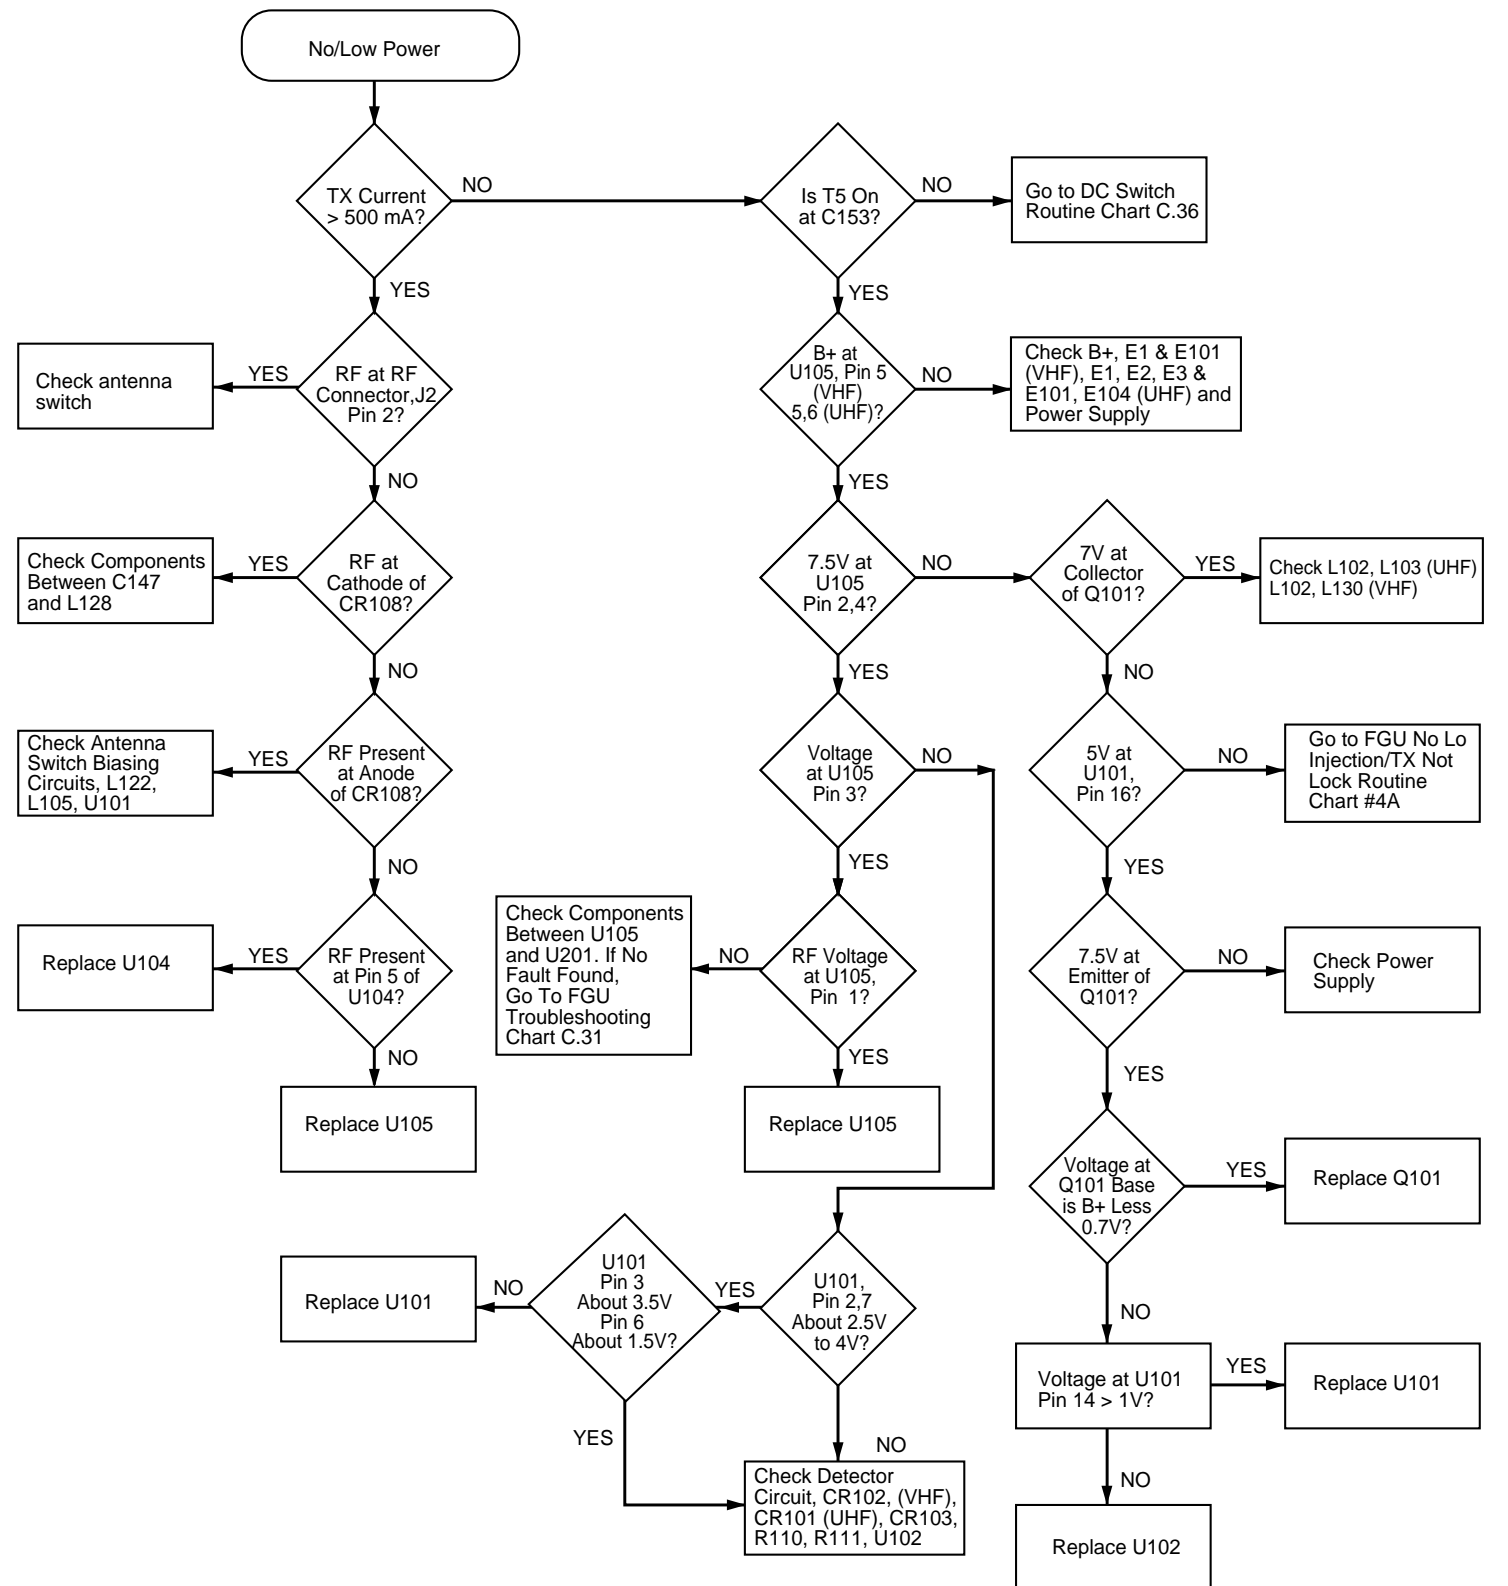 No/Low Power
TX Current
> 500 mA?
NO
YES
Is T5 On
at C153?
NO
YES
Go to DC Switch
Routine Chart C.36
RF at RF
Connector,J2
Pin 2?
YES
NO
Check antenna
switch
B+ at
U105, Pin 5
(VHF)
5,6 (UHF)?
NO
YES
Check B+, E1 & E101
(VHF), E1, E2, E3 &
E101, E104 (UHF) and
Power Supply
RF at
Cathode of
CR108?
YES
NO
Check Components
Between C147
and L128
7.5V at
U105
Pin 2,4?
NO
YES
7V at
Collector
of Q101?
YES
NO
Check L102, L103 (UHF)
L102, L130 (VHF)
RF Present
at Anode
of CR108?
YES
NO
Check Antenna
Switch Biasing
Circuits, L122,
L105, U101
Voltage
at U105
Pin 3?
NO
YES
5V at
U101,
Pin 16?
NO
YES
Go to FGU No Lo
Injection/TX Not
Lock Routine
Chart #4A
RF Present
at Pin 5 of
U104?
YES
NO
Replace U104
Replace U105
RF Voltage
at U105,
Pin 1?
NO
YES
Check Components
Between U105
and U201. If No
Fault Found,
Go To FGU
Troubleshooting
Chart C.31
Replace U105
7.5V at
Emitter of
Q101?
NO
YES
Check Power
Supply
Voltage at
Q101 Base
is B+ Less
0.7V?
YES
NO
Replace Q101
U101,
Pin 2,7
About 2.5V
to 4V?
YES
NO
U101
Pin 3
About 3.5V
Pin 6
About 1.5V?
NO
YES
Replace U101
Check Detector
Circuit, CR102, (VHF),
CR101 (UHF), CR103,
R110, R111, U102
Voltage at U101
Pin 14 > 1V?
YES
NO
Replace U101
Replace U102